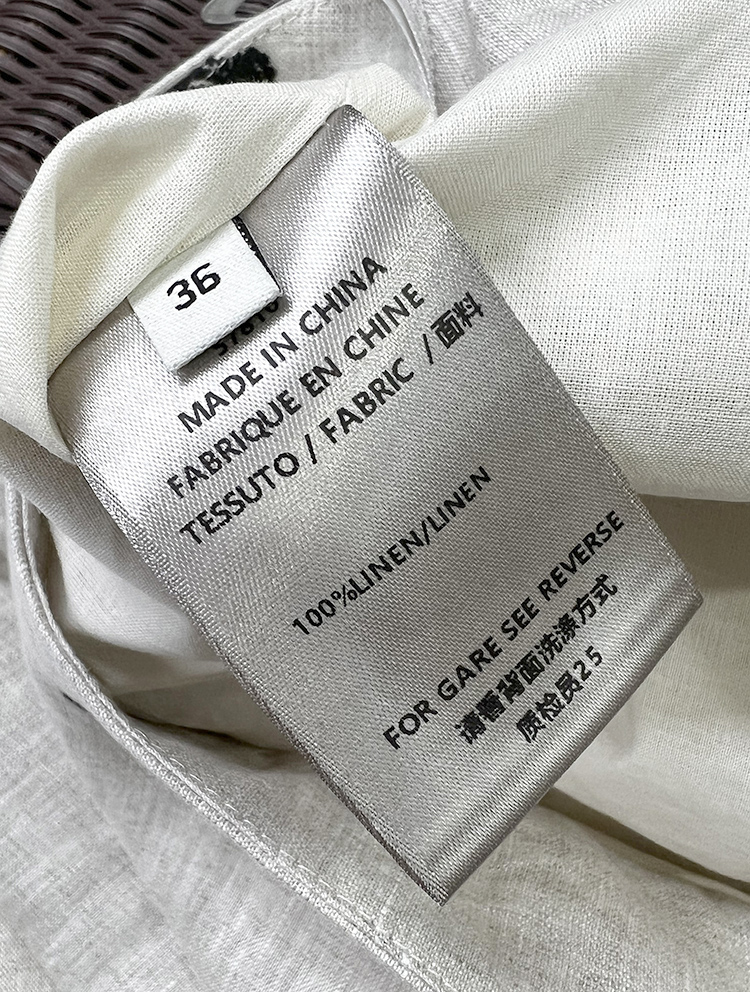 36
MADE IN CHINA
FABRIQUE EN CHINE
TESSUTO / FABRIC / 面料
100%LINEN/LINEN
FOR GARE SEE REVERSE
请看背面洗涤方式
质检员25